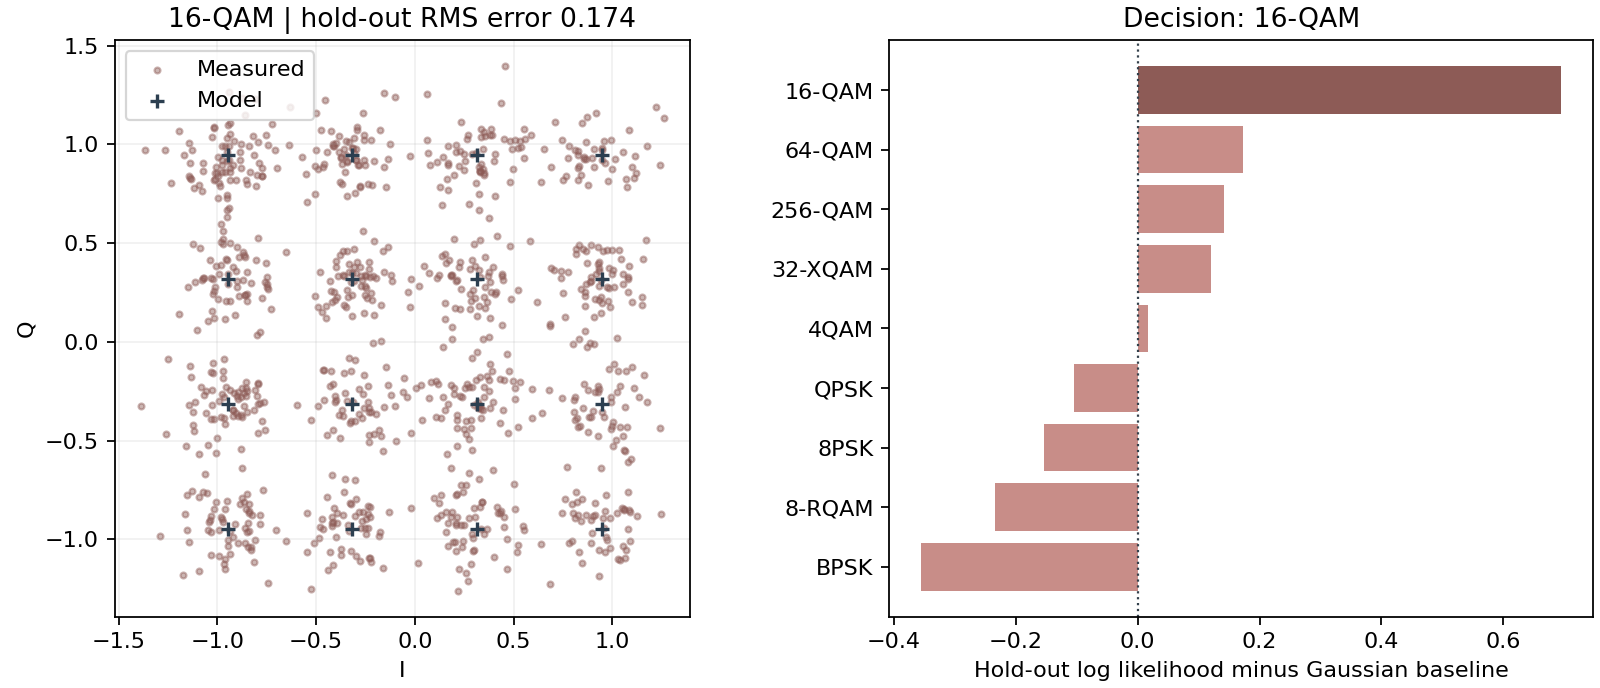 16-QAM | hold-out RMS error 0.174
Measured
Model
1.5
1.0
0.5
0.0
−0.5
−1.0
Q
−1.5
−1.0
−0.5
0.0
0.5
1.0
I
Decision: 16-QAM
16-QAM
64-QAM
256-QAM
32-XQAM
4QAM
QPSK
8PSK
8-RQAM
BPSK
−0.4
−0.2
0.0
0.2
0.4
0.6
Hold-out log likelihood minus Gaussian baseline